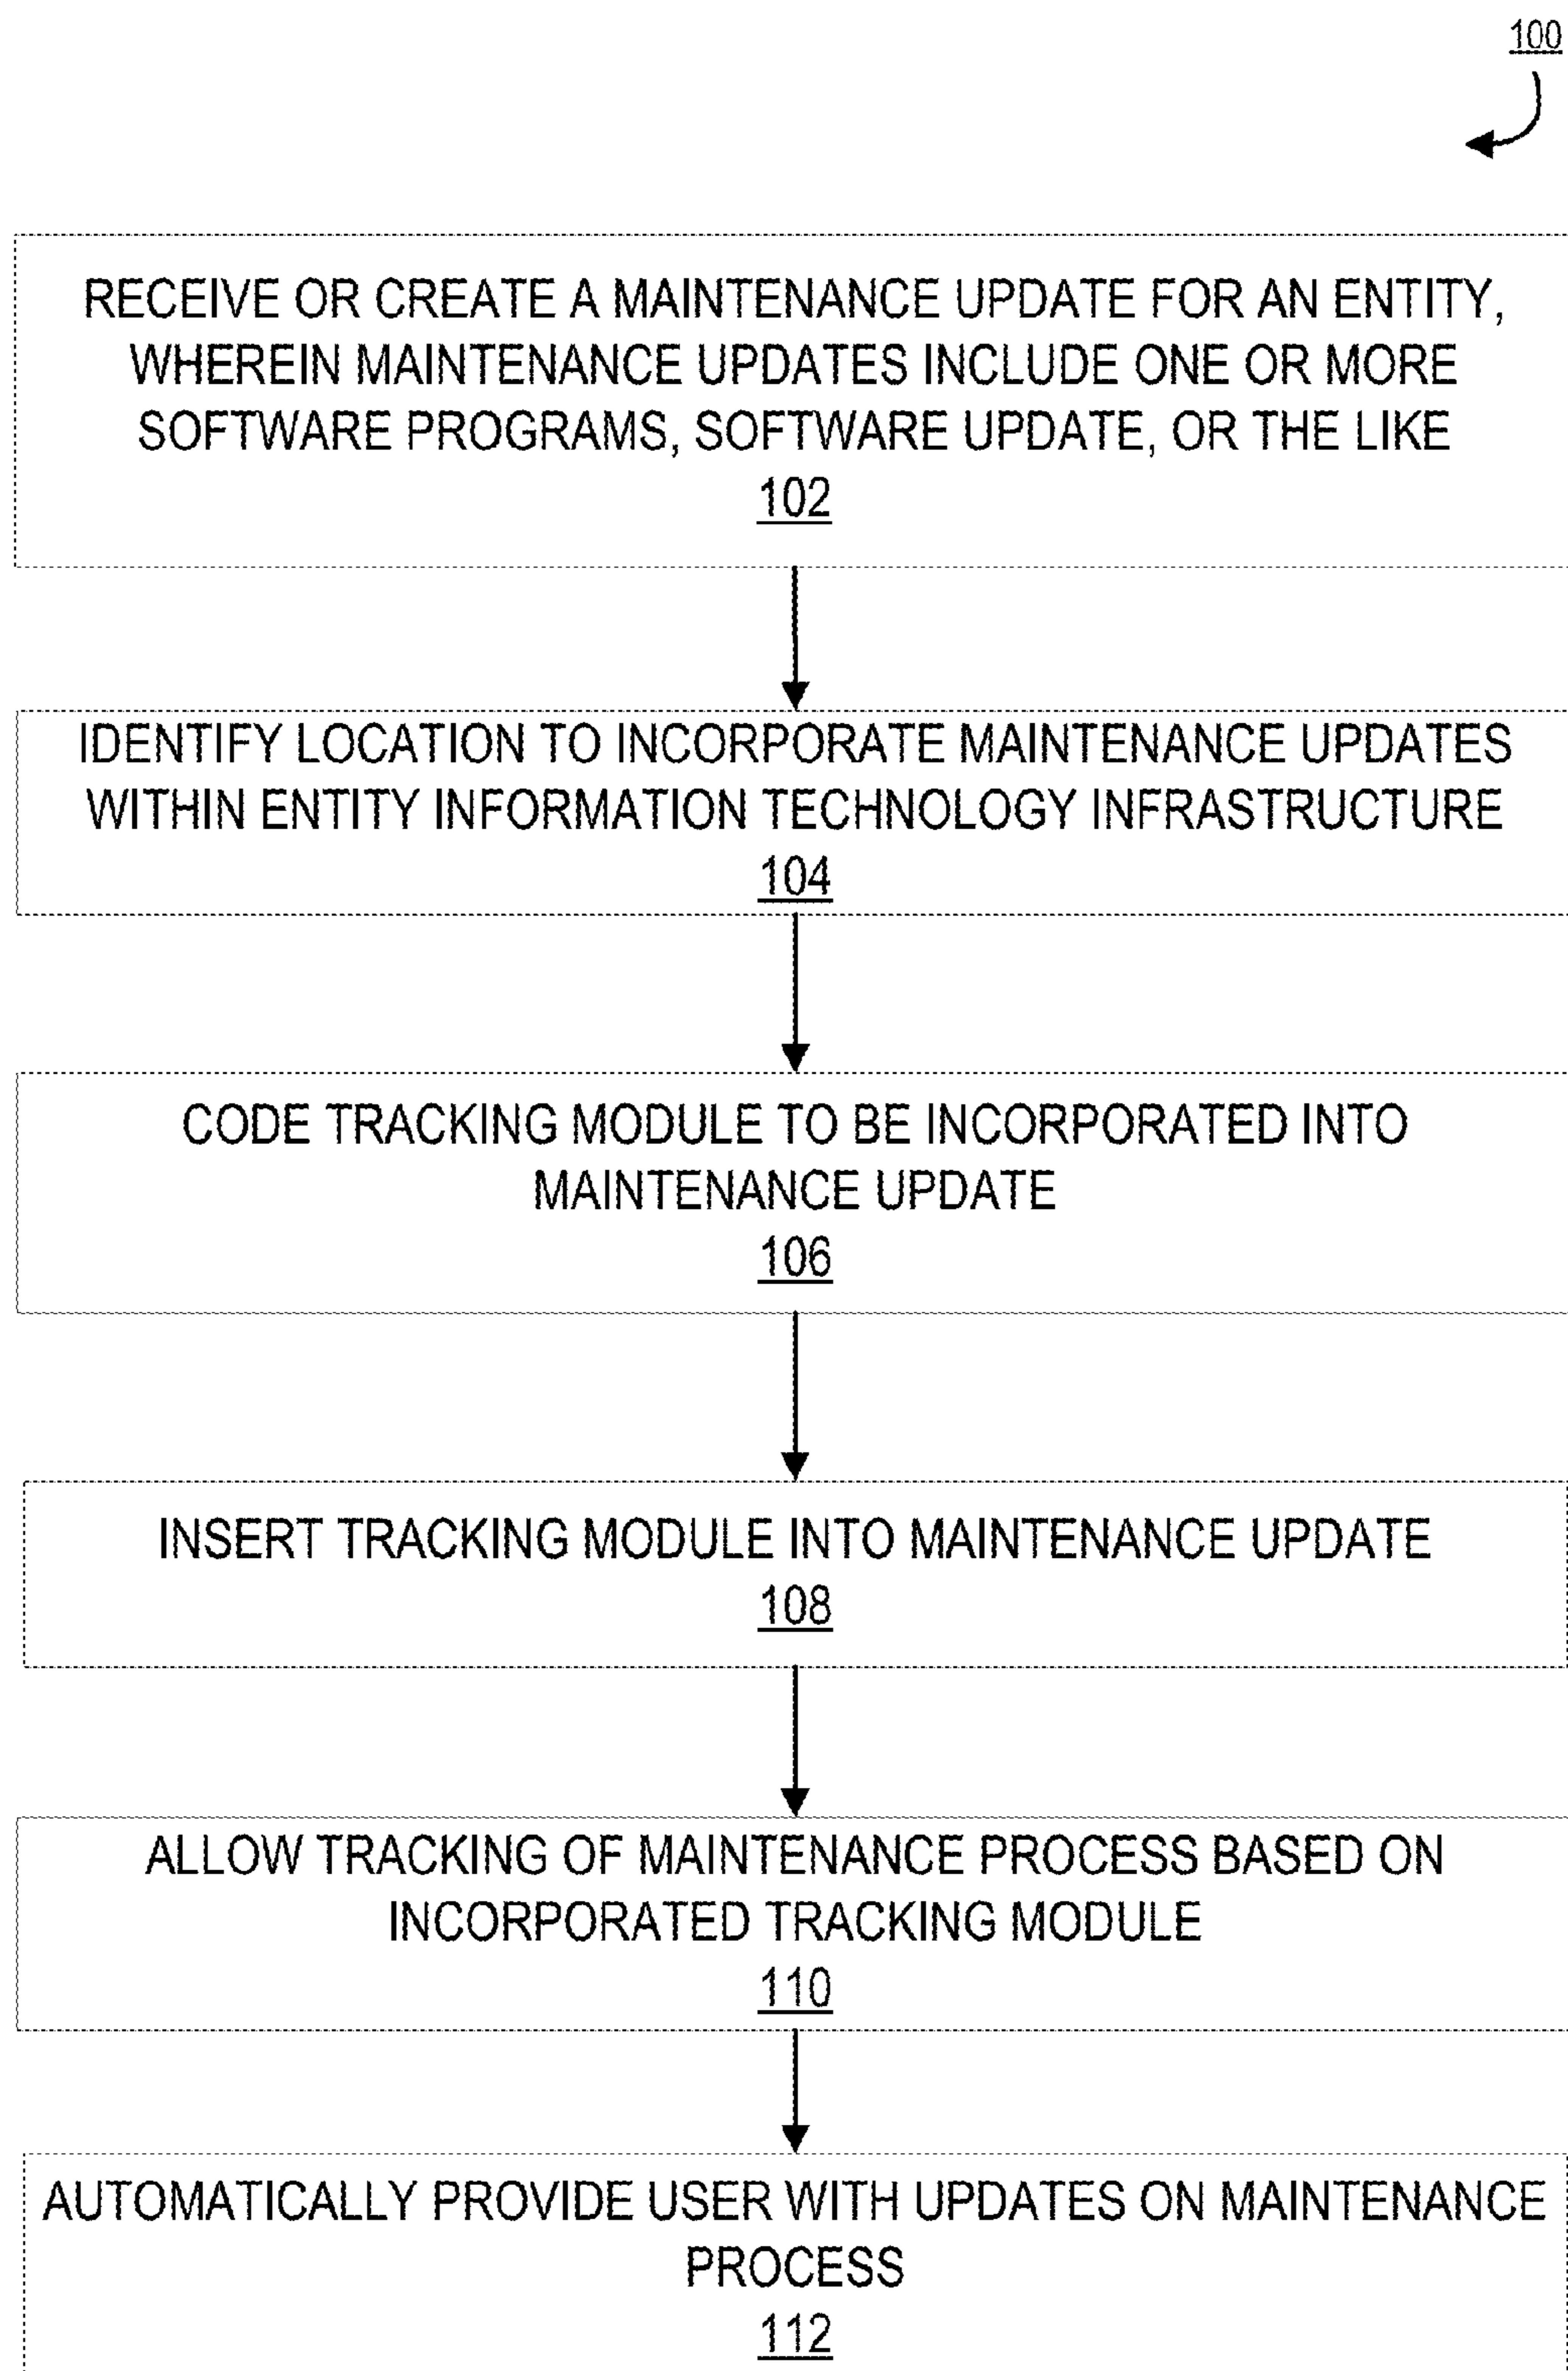 100
RECEIVE OR CREATE A MAINTENANCE UPDATE FOR AN ENTITY,
WHEREIN MAINTENANCE UPDATES INCLUDE ONE OR MORE
SOFTWARE PROGRAMS, SOFTWARE UPDATE, OR THE LIKE
102
IDENTIFY LOCATION TO INCORPORATE MAINTENANCE UPDATES
WITHIN ENTITY INFORMATION TECHNOLOGY INFRASTRUCTURE
104
CODE TRACKING MODULE TO BE INCORPORATED INTO
MAINTENANCE UPDATE
106
INSERT TRACKING MODULE INTO MAINTENANCE UPDATE
108
ALLOW TRACKING OF MAINTENANCE PROCESS BASED ON
INCORPORATED TRACKING MODULE
110
AUTOMATICALLY PROVIDE USER WITH UPDATES ON MAINTENANCE
PROCESS
112